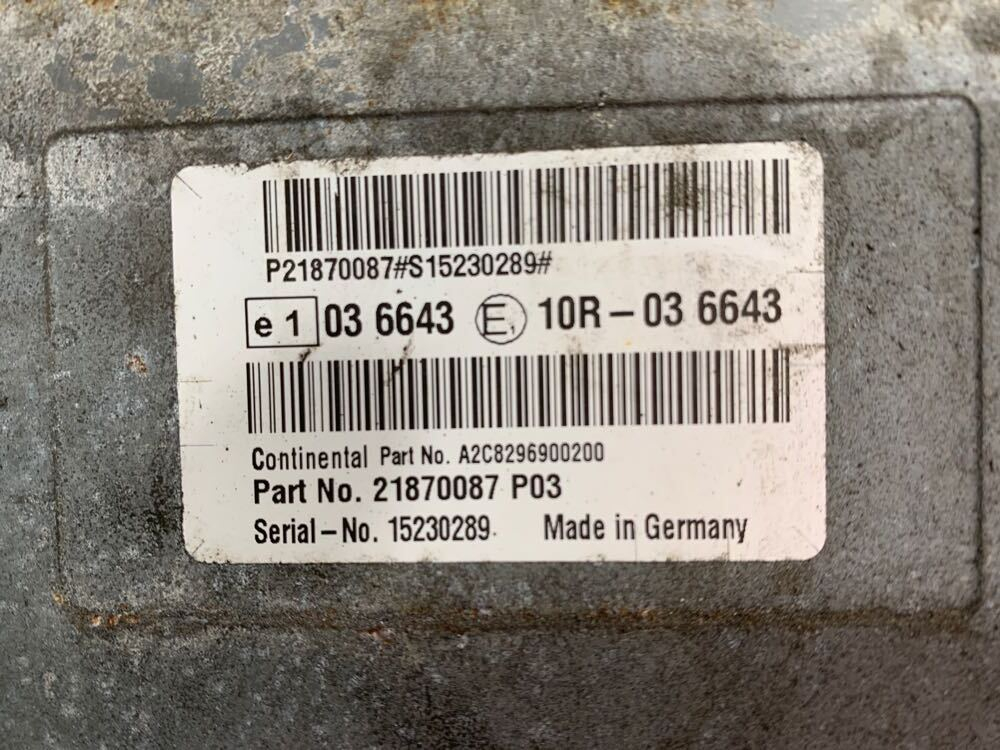 P21870087#S15230289#
e 1 03 6643 E1 10R – 03 6643
Continental Part No. A2C8296900200
Part No. 21870087 P03
Serial – No. 15230289. Made in Germany